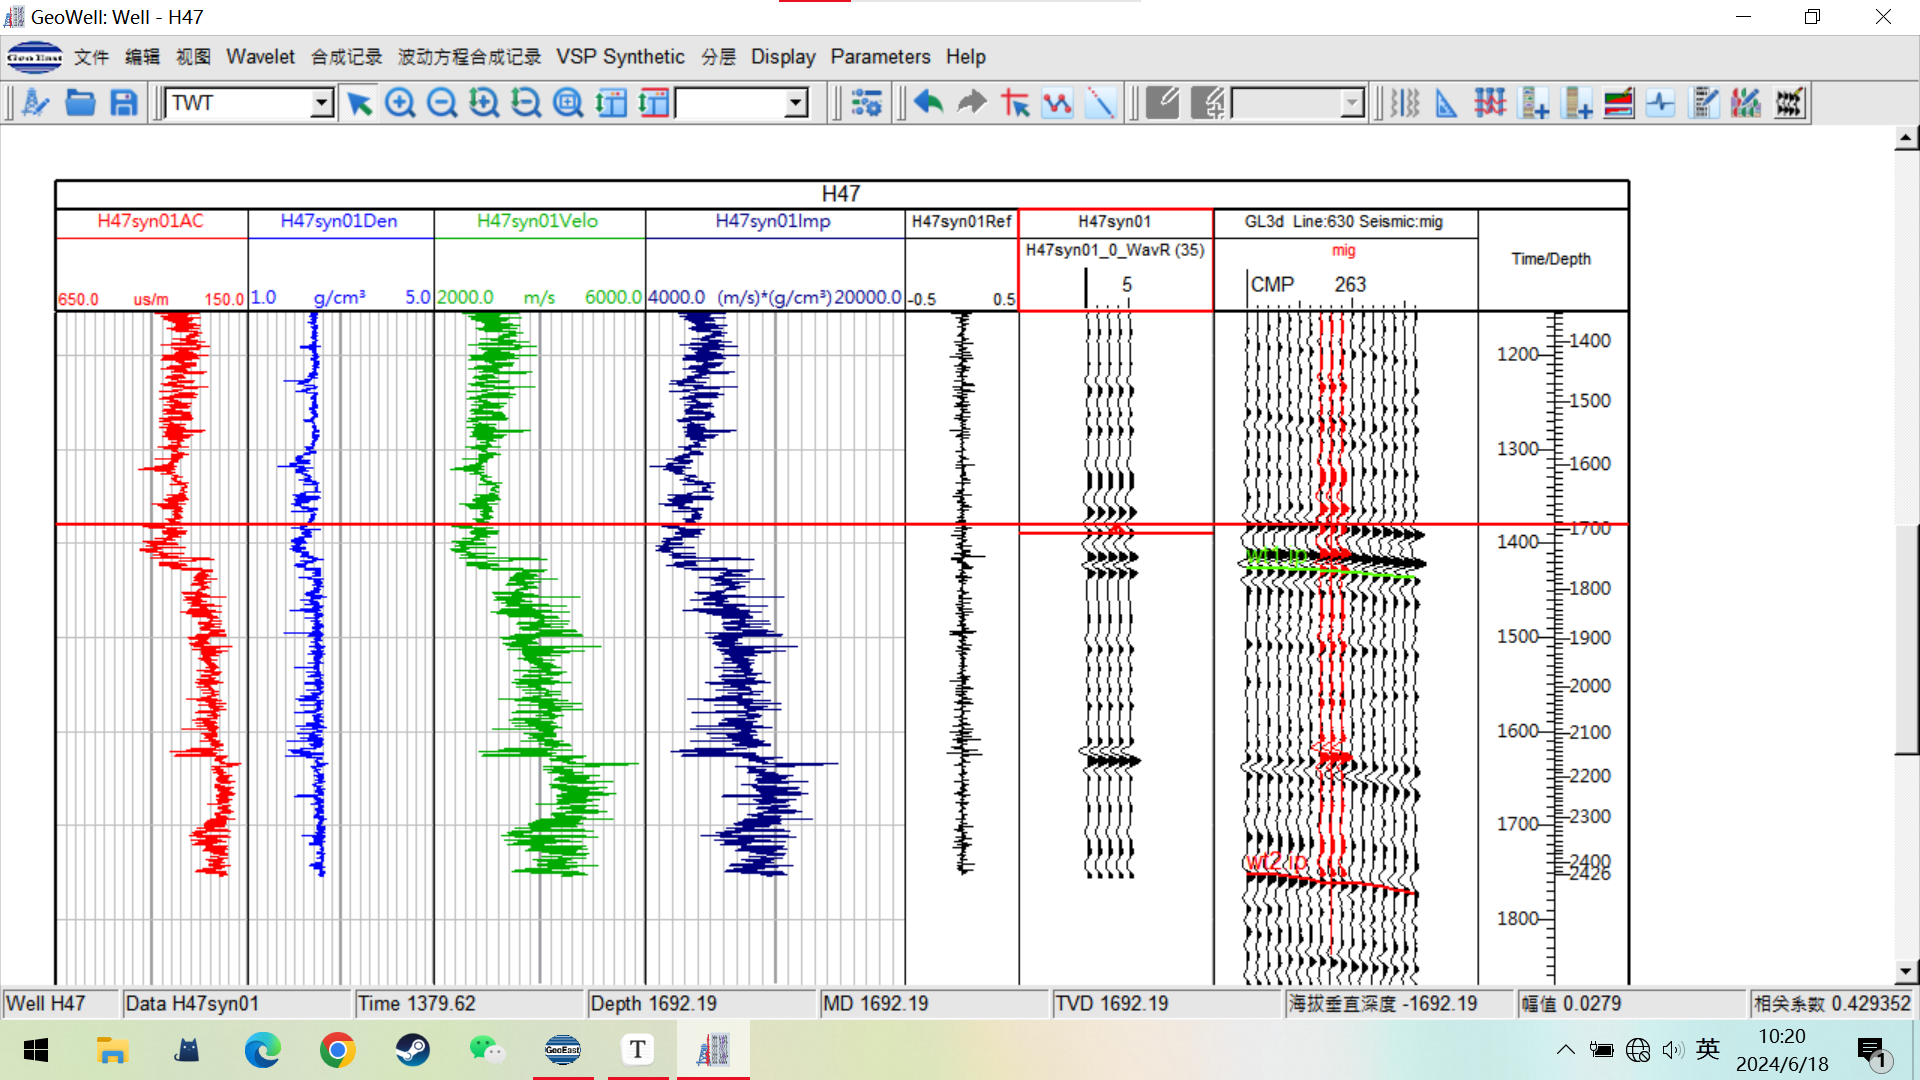 GeoWell: Well - H47
Geo East 文件 编辑 视图 Wavelet 合成记录 波动方程合成记录 VSP Synthetic 分层 Display Parameters Help
TWT
H47
H47syn01AC H47syn01Den H47syn01Velo H47syn01Imp H47syn01Ref H47syn01 GL3d Line:630 Seismic:mig
H47syn01_0_WavR (35) mig Time/Depth
5 CMP 263
650.0 us/m 150.0 1.0 g/cm³ 5.0 2000.0 m/s 6000.0 4000.0 (m/s)*(g/cm³) 20000.0 -0.5 0.5
1400
1200
1500
1300
1600
1700
1400
wt1.ip
1800
1500
1900
2000
1600
2100
2200
1700
2300
wt2.ip
2400
2426
1800
Well H47 Data H47syn01 Time 1379.62 Depth 1692.19 MD 1692.19 TVD 1692.19 海拔垂直深度 -1692.19 幅值 0.0279 相关系数 0.429352
GeoEast T 英 10:20
2024/6/18 1